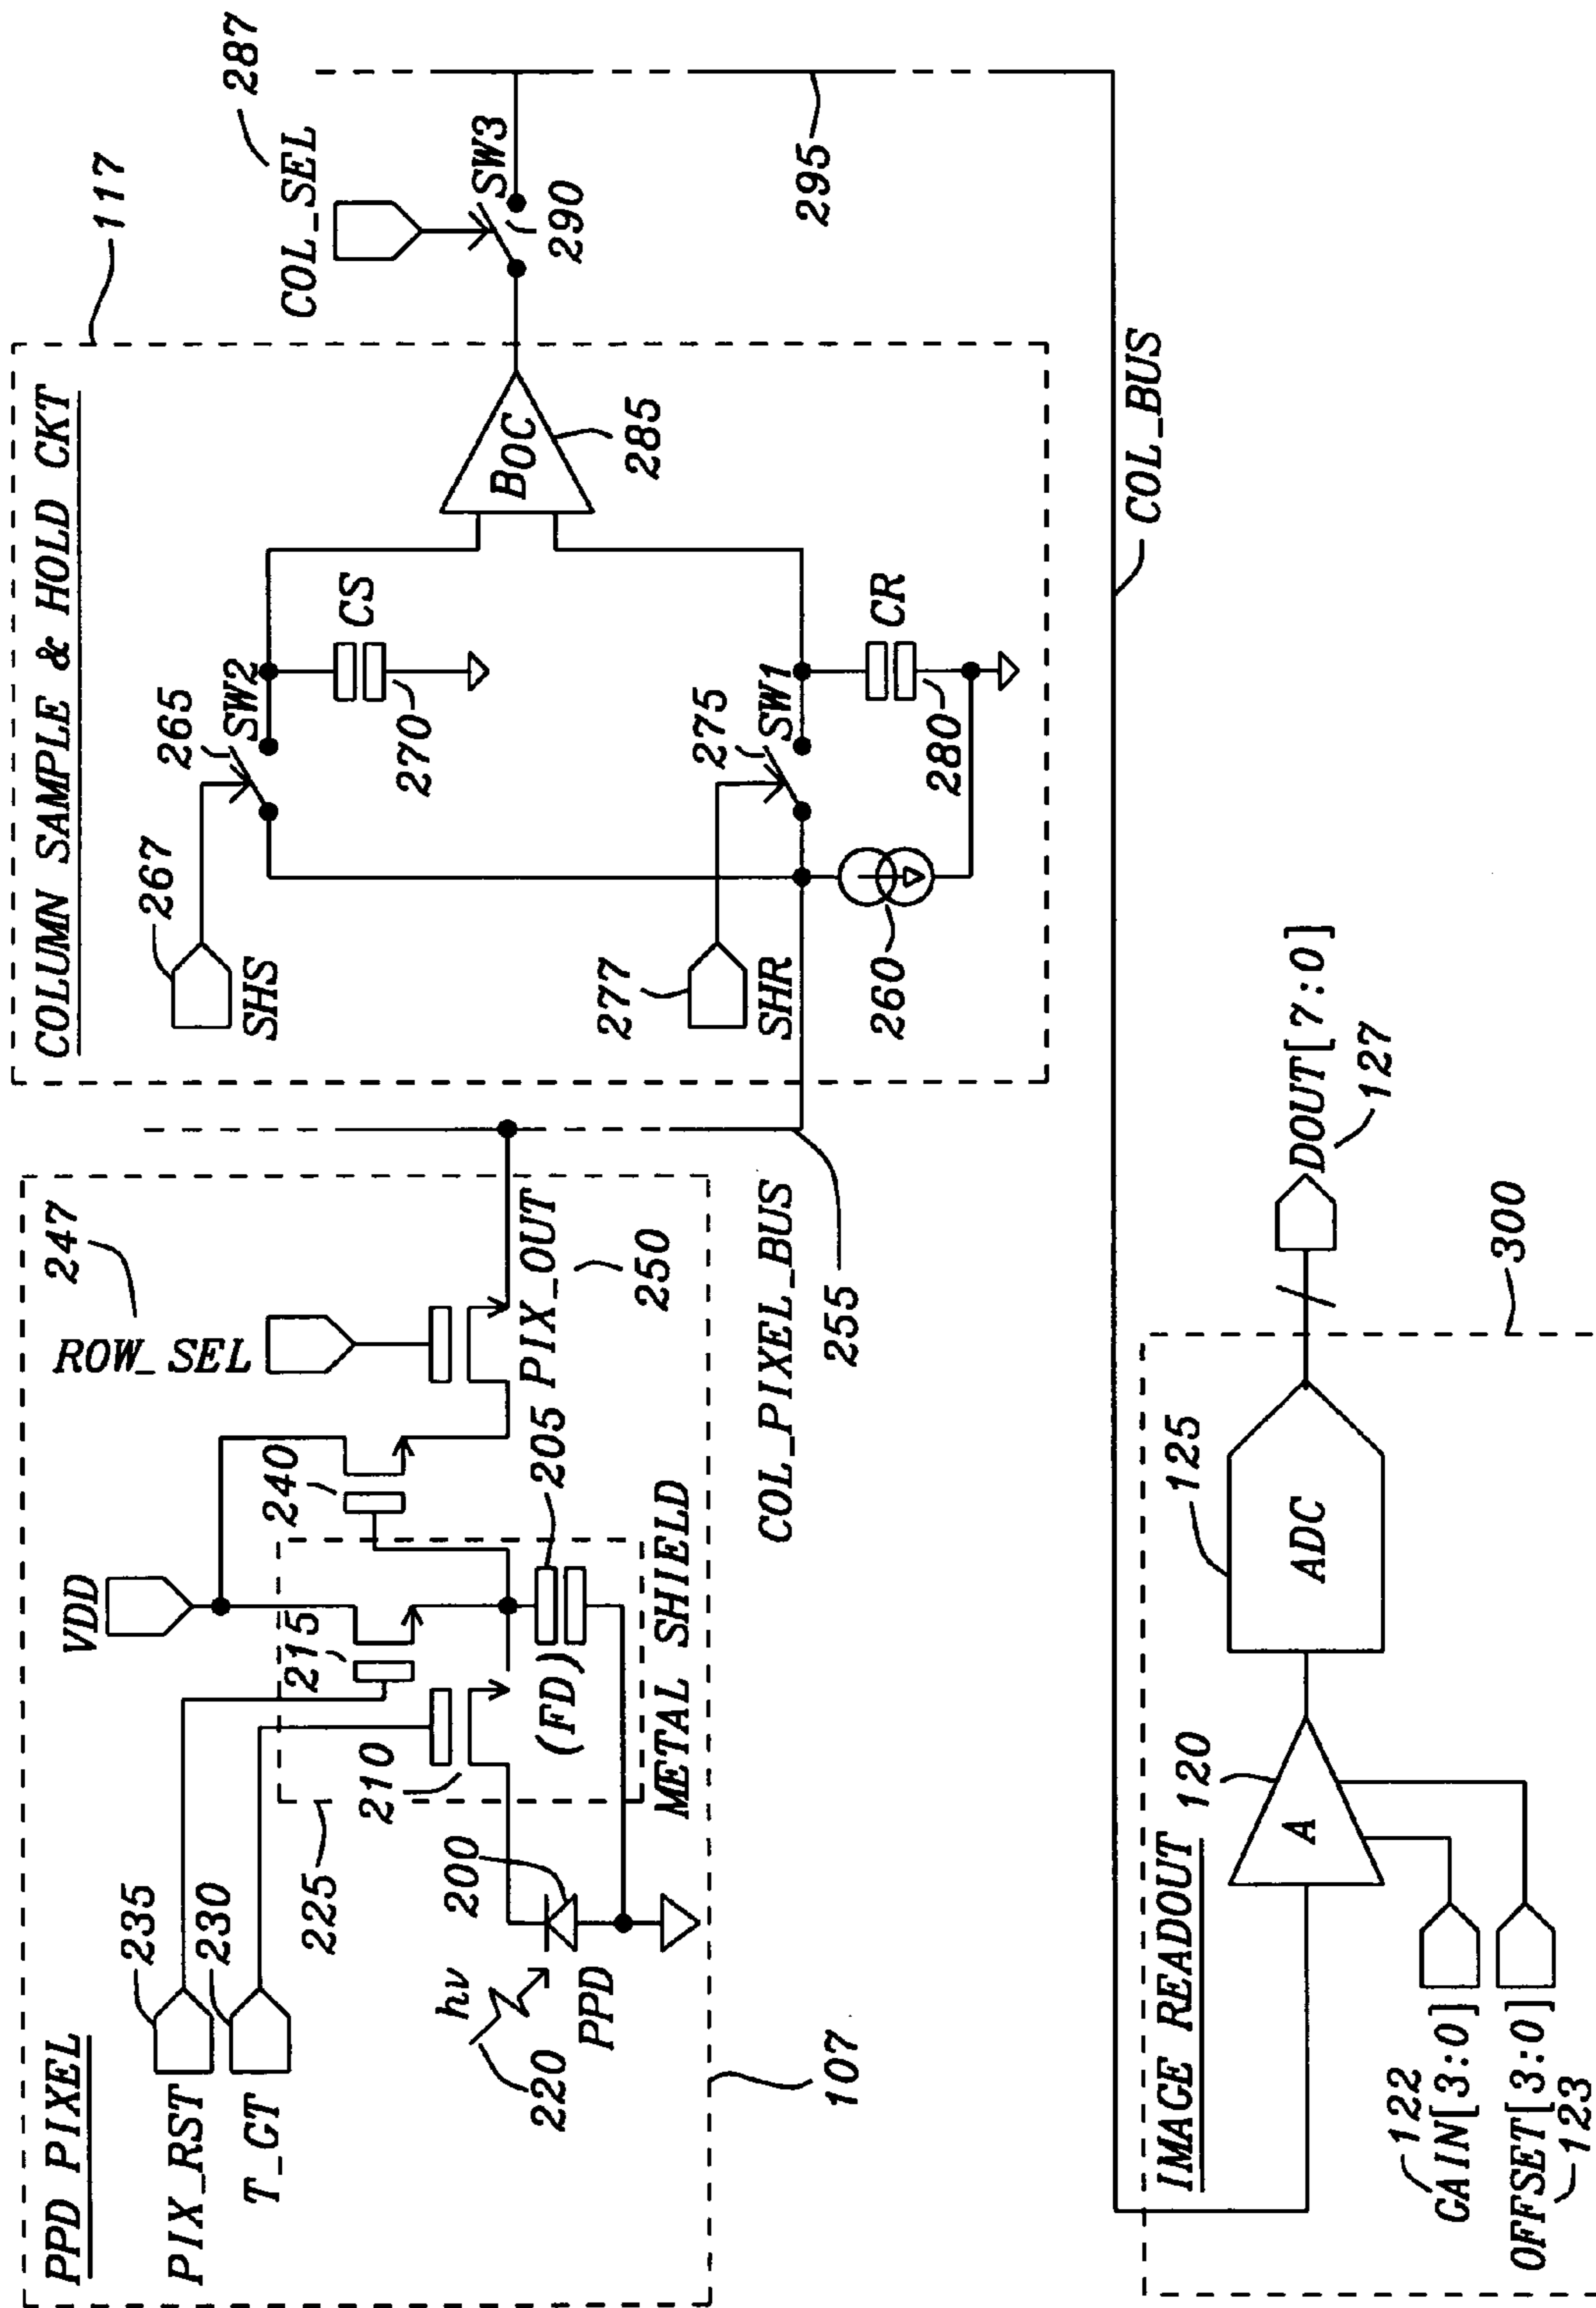 PPD PIXEL
PIX_RST
235
T_GT
230
225
VDD
215
210
240
ROW_SEL
247
PIX_OUT
250
205
(FD)
METAL SHIELD
hν
220
200
PPD
107
COL_PIXEL_BUS
255
COLUMN SAMPLE & HOLD CKT
117
267
SHS
265
SW2
CS
270
277
SHR
275
SW1
CR
280
260
BOC
285
COL_SEL
287
SW3
290
295
COL_BUS
IMAGE READOUT
300
A
120
ADC
125
DOUT[7:0]
127
122
GAIN[3:0]
OFFSET[3:0]
123